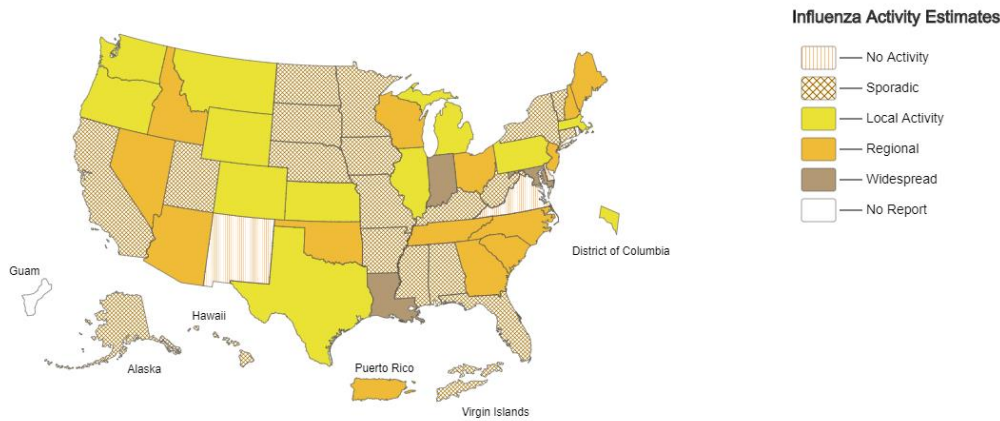 Influenza Activity Estimates
No Activity
Sporadic
Local Activity
Regional
Widespread
No Report
District of Columbia
Guam
Hawaii
Alaska
Puerto Rico
Virgin Islands